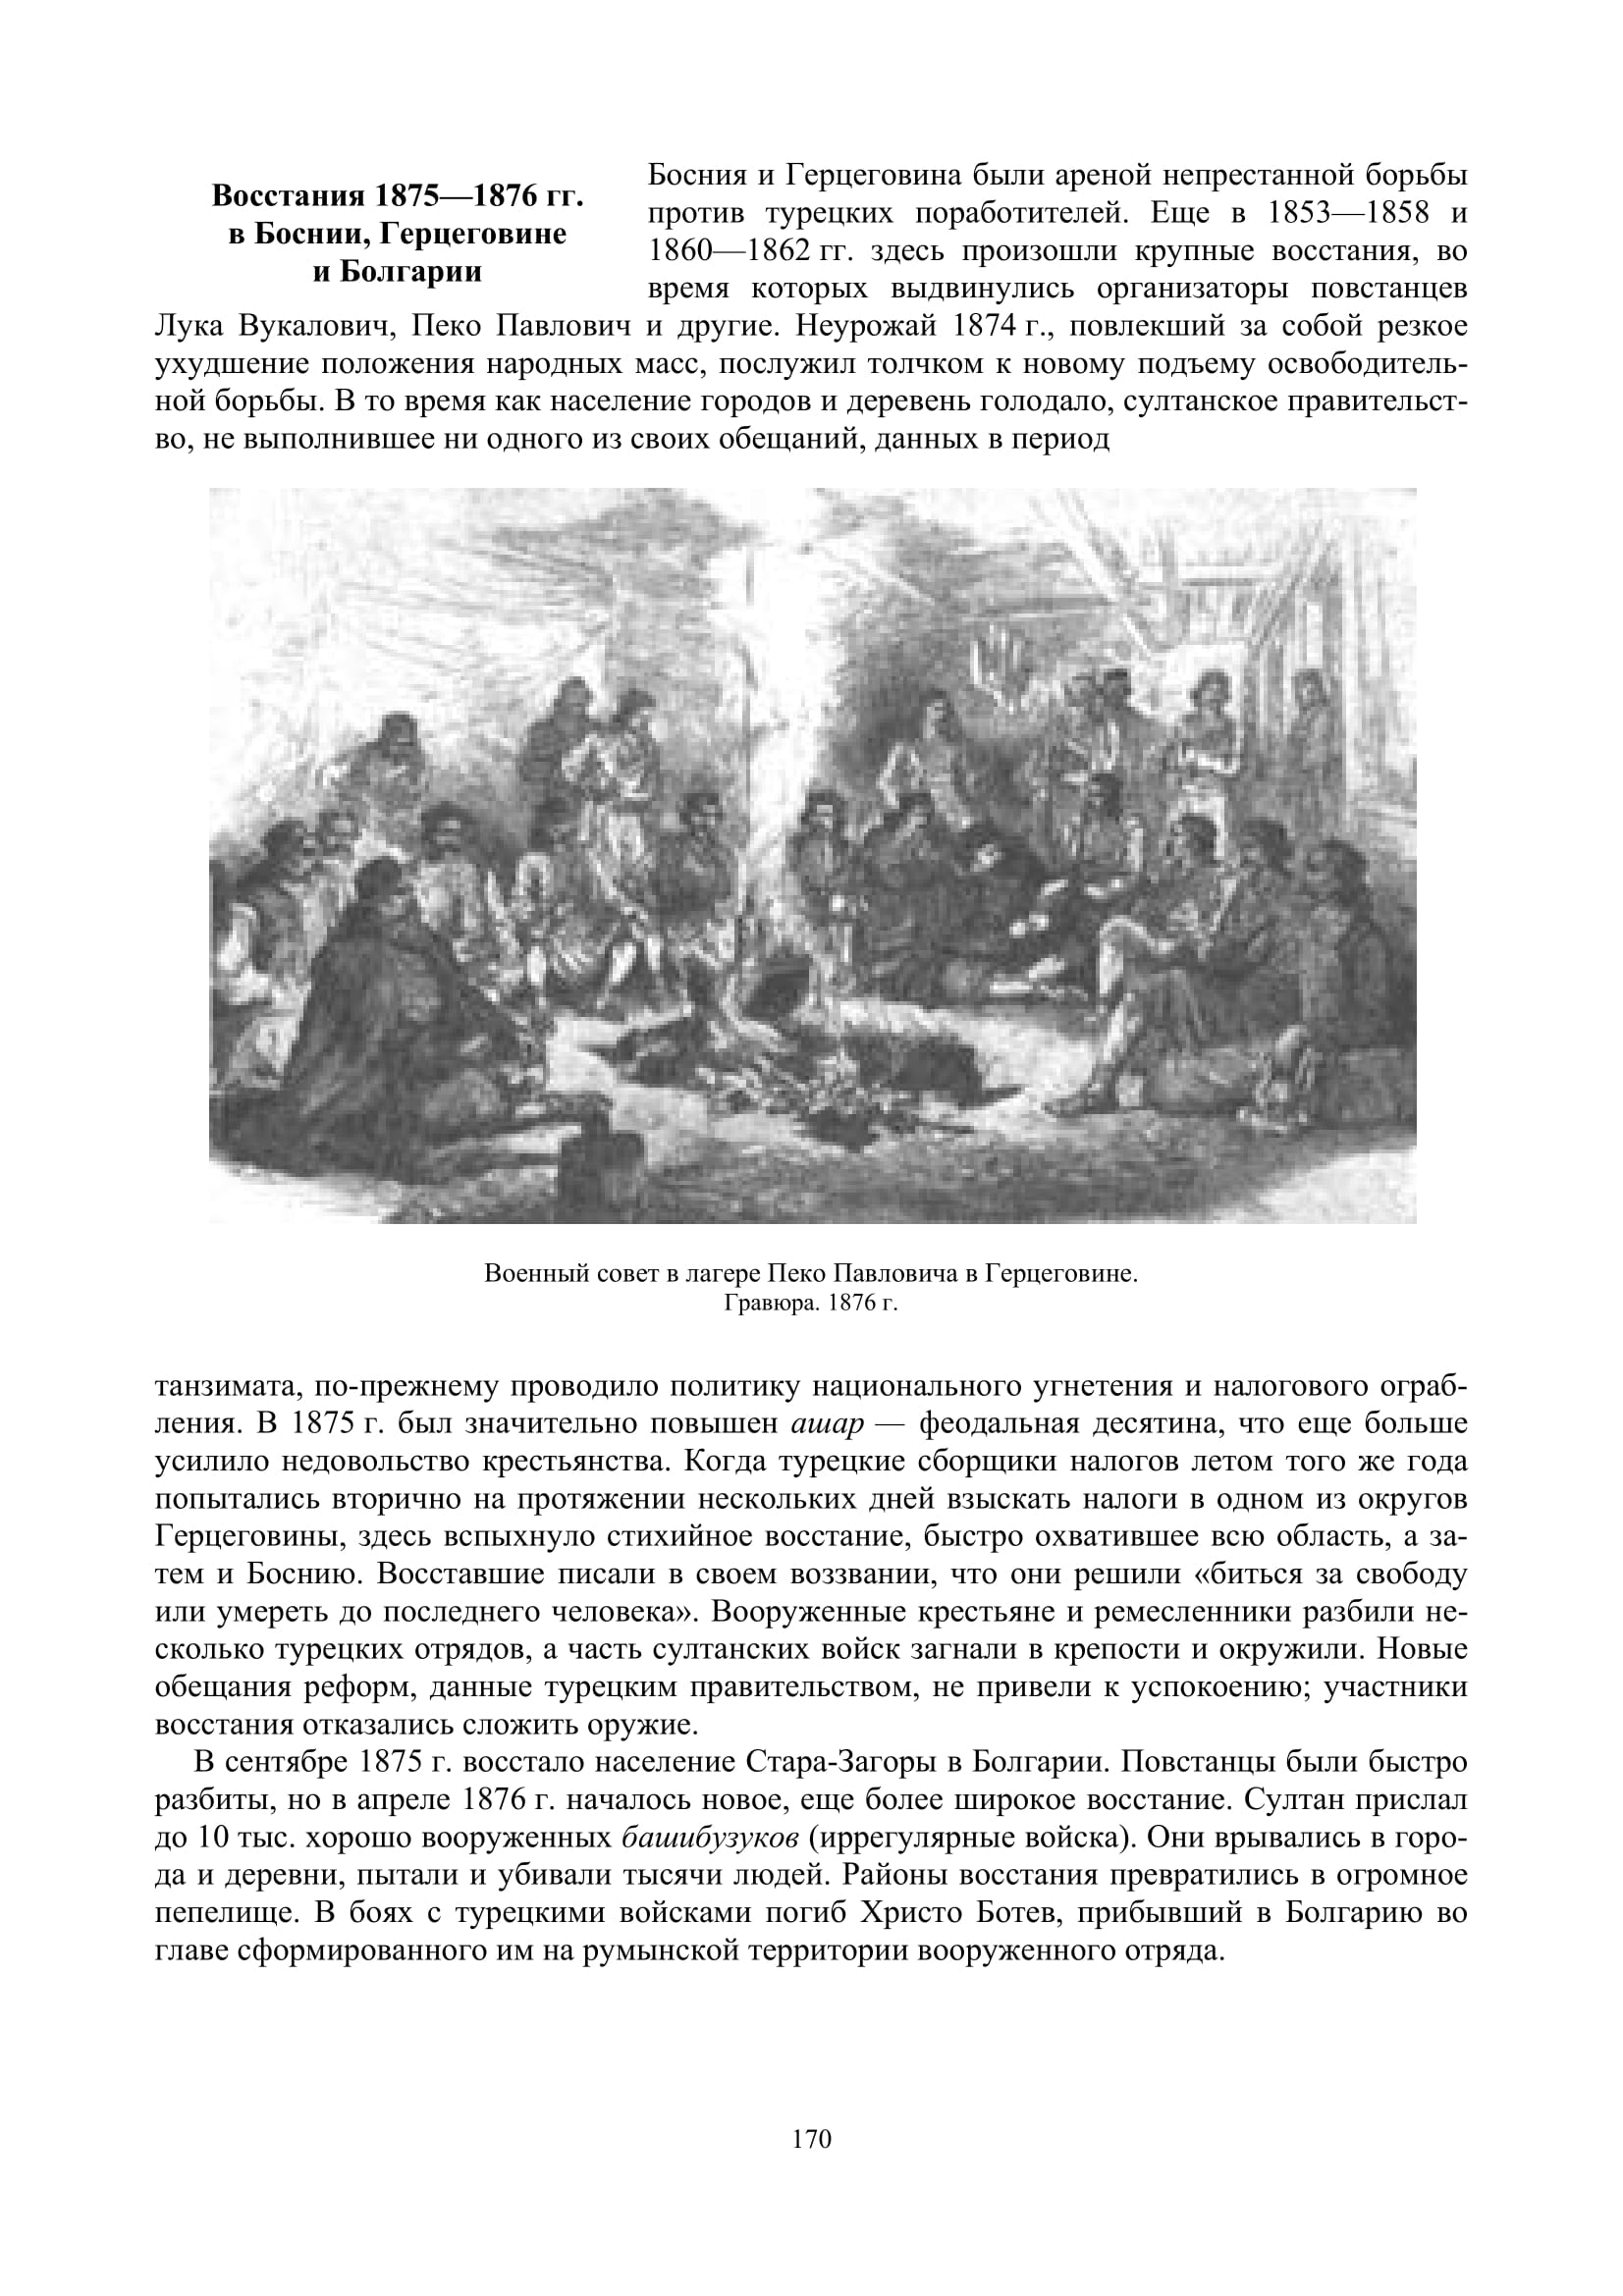 Восстания 1875—1876 гг.
в Боснии, Герцеговине
и Болгарии
Босния и Герцеговина были ареной непрестанной борьбы
против турецких поработителей. Еще в 1853—1858 и
1860—1862 гг. здесь произошли крупные восстания, во
время которых выдвинулись организаторы повстанцев
Лука Вукалович, Пеко Павлович и другие. Неурожай 1874 г., повлекший за собой резкое
ухудшение положения народных масс, послужил толчком к новому подъему освободитель-
ной борьбы. В то время как население городов и деревень голодало, султанское правительст-
во, не выполнившее ни одного из своих обещаний, данных в период
Военный совет в лагере Пеко Павловича в Герцеговине.
Гравюра. 1876 г.
танзимата, по-прежнему проводило политику национального угнетения и налогового ограб-
ления. В 1875 г. был значительно повышен ашар — феодальная десятина, что еще больше
усилило недовольство крестьянства. Когда турецкие сборщики налогов летом того же года
попытались вторично на протяжении нескольких дней взыскать налоги в одном из округов
Герцеговины, здесь вспыхнуло стихийное восстание, быстро охватившее всю область, а за-
тем и Боснию. Восставшие писали в своем воззвании, что они решили «биться за свободу
или умереть до последнего человека». Вооруженные крестьяне и ремесленники разбили не-
сколько турецких отрядов, а часть султанских войск загнали в крепости и окружили. Новые
обещания реформ, данные турецким правительством, не привели к успокоению; участники
восстания отказались сложить оружие.
В сентябре 1875 г. восстало население Стара-Загоры в Болгарии. Повстанцы были быстро
разбиты, но в апреле 1876 г. началось новое, еще более широкое восстание. Султан прислал
до 10 тыс. хорошо вооруженных башибузуков (иррегулярные войска). Они врывались в горо-
да и деревни, пытали и убивали тысячи людей. Районы восстания превратились в огромное
пепелище. В боях с турецкими войсками погиб Христо Ботев, прибывший в Болгарию во
главе сформированного им на румынской территории вооруженного отряда.
170